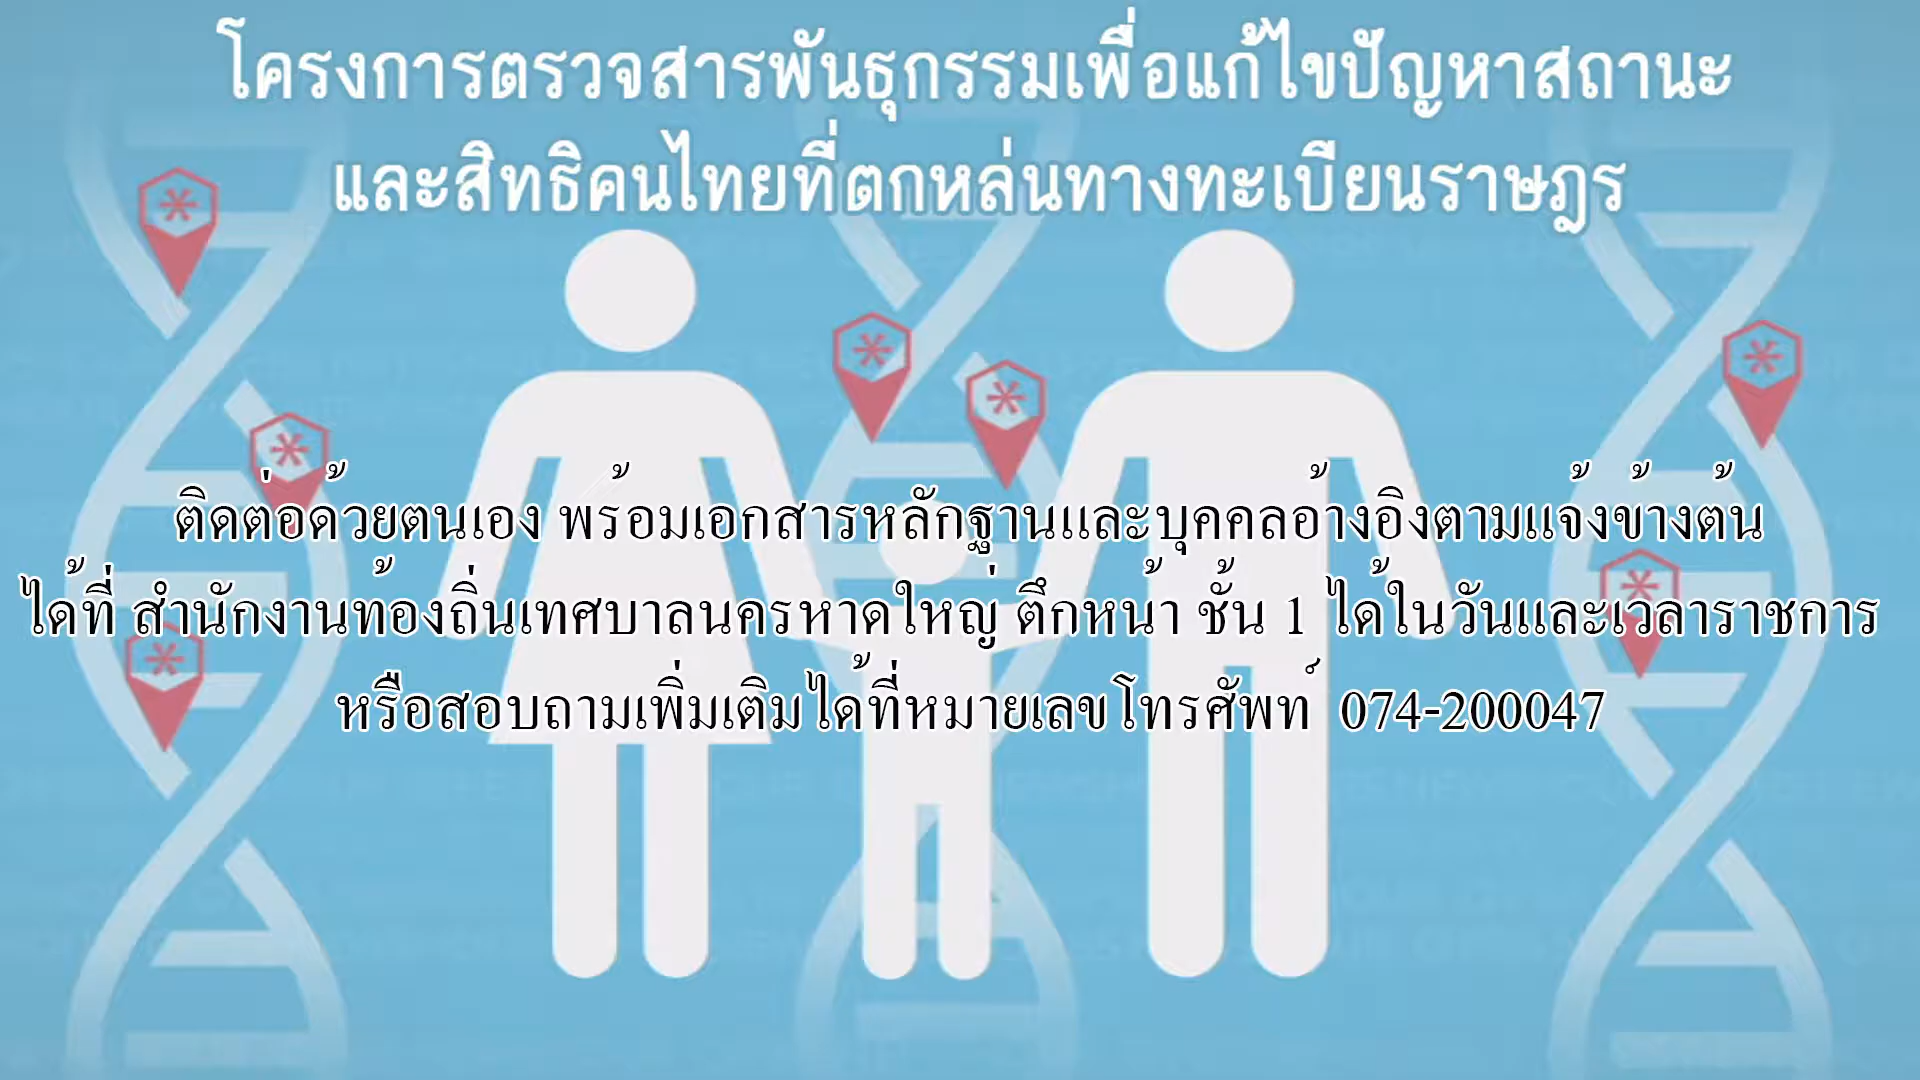 โครงการตรวจสารพันธุกรรมเพื่อแก้ไขปัญหาสถานะ
และสิทธิคนไทยที่ตกหล่นทางทะเบียนราษฎร
ติดต่อด้วยตนเอง พร้อมเอกสารหลักฐานและบุคคลอ้างอิงตามแจ้งข้างต้น
ได้ที่ สำนักงานท้องถิ่นเทศบาลนครหาดใหญ่ ตึกหน้า ชั้น 1 ได้ในวันและเวลาราชการ
หรือสอบถามเพิ่มเติมได้ที่หมายเลขโทรศัพท์ 074-200047